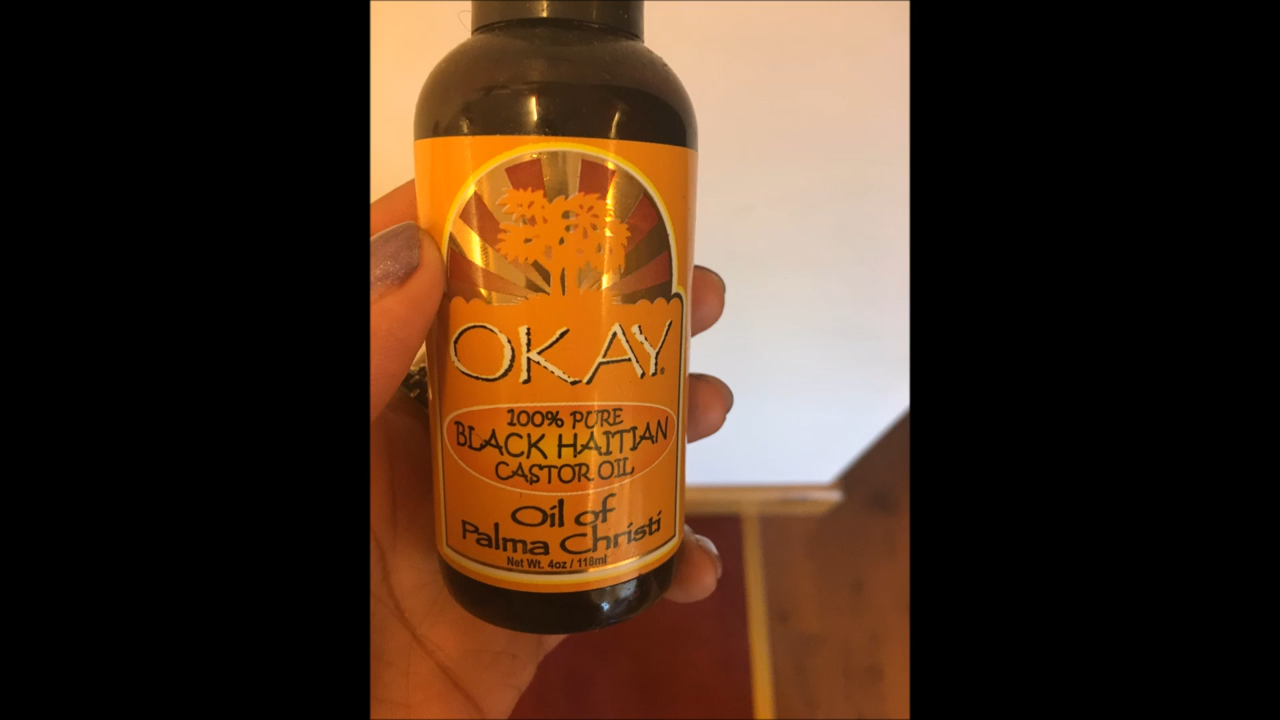 OKAY®
100% PURE
BLACK HAITIAN
CASTOR OIL
Oil of
Palma Christi
Net Wt. 4oz / 118ml